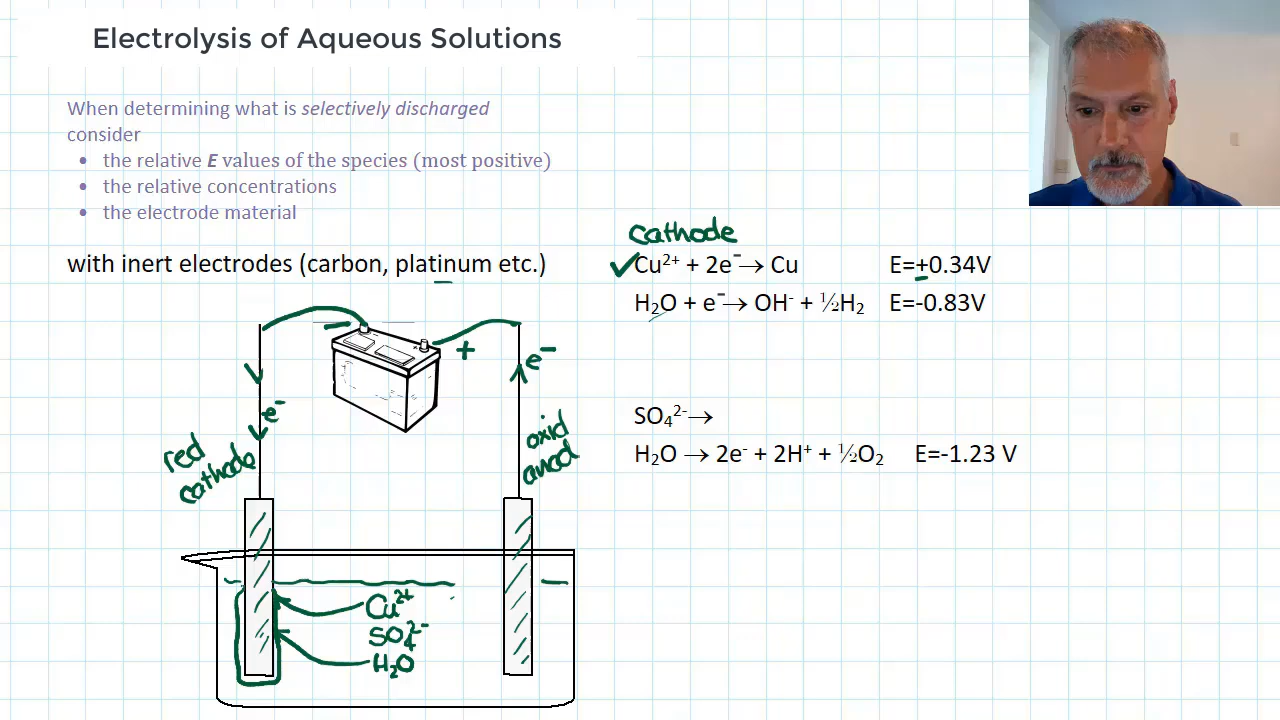 Electrolysis of Aqueous Solutions
When determining what is selectively discharged
consider
• the relative E values of the species (most positive)
• the relative concentrations
• the electrode material
with inert electrodes (carbon, platinum etc.)
cathode
✓Cu²⁺ + 2e⁻→ Cu E=+0.34V
H₂O + e⁻→ OH⁻ + ½H₂ E=-0.83V
SO₄²⁻→
H₂O → 2e⁻ + 2H⁺ + ½O₂ E=-1.23 V
−
+
e⁻
e⁻
red
cathode
oxid
anod
Cu²⁺
SO₄²⁻
H₂O